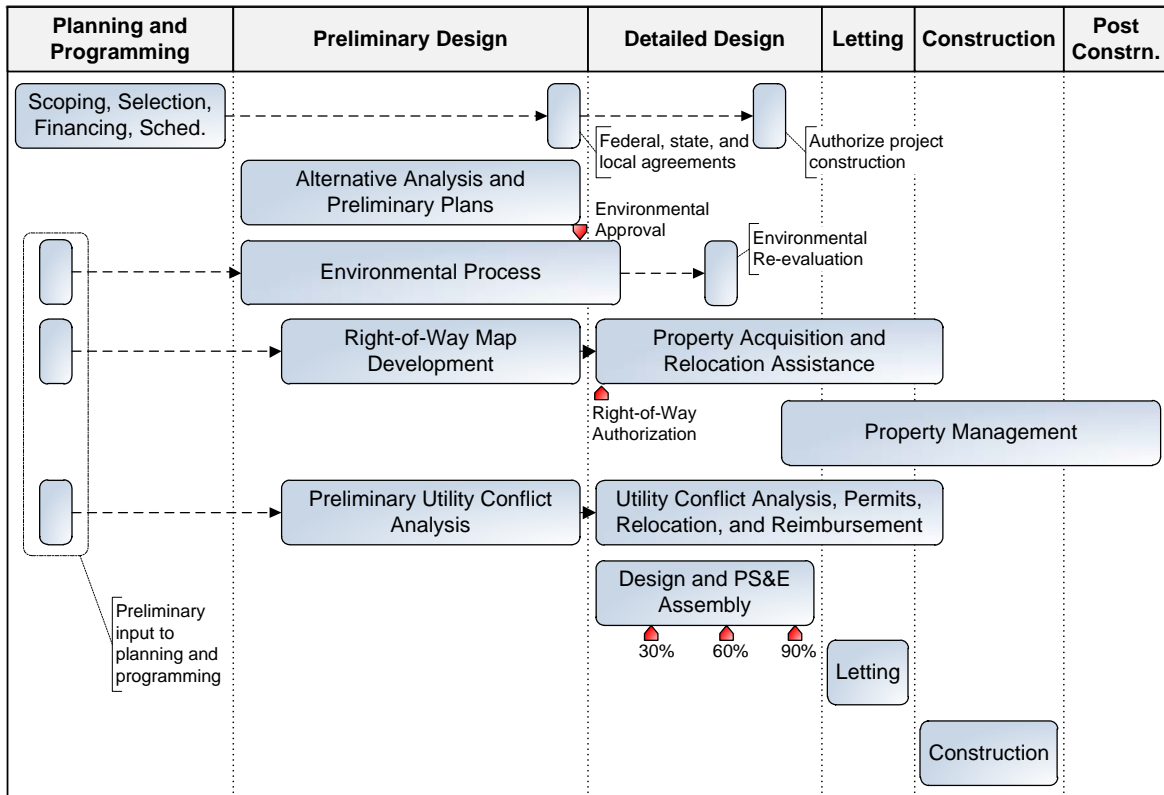 Planning and
Programming
Preliminary Design
Detailed Design
Letting
Construction
Post
Constrn.
Scoping, Selection,
Financing, Sched.
Federal, state, and
local agreements
Authorize project
construction
Alternative Analysis and
Preliminary Plans
Environmental
Approval
Environmental Process
Environmental
Re-evaluation
Right-of-Way Map
Development
Property Acquisition and
Relocation Assistance
Right-of-Way
Authorization
Property Management
Preliminary Utility Conflict
Analysis
Utility Conflict Analysis, Permits,
Relocation, and Reimbursement
Design and PS&E
Assembly
30%
60%
90%
Preliminary
input to
planning and
programming
Letting
Construction